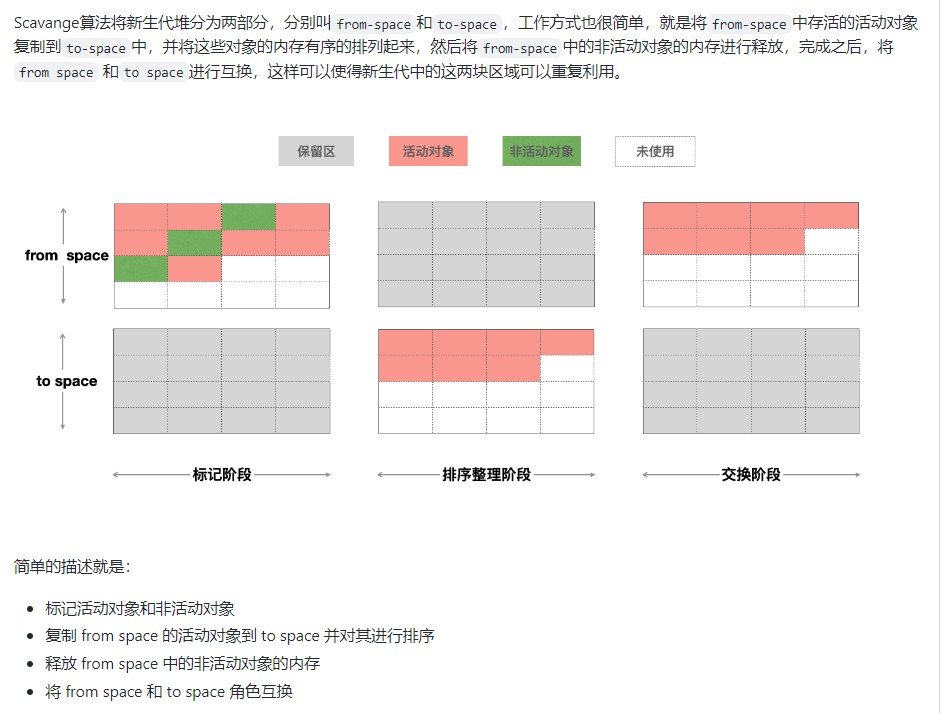 Scavange算法将新生代堆分为两部分，分别叫 from-space 和 to-space ，工作方式也很简单，就是将 from-space 中存活的活动对象
复制到 to-space 中，并将这些对象的内存有序的排列起来，然后将 from-space 中的非活动对象的内存进行释放，完成之后，将
from space 和 to space 进行互换，这样可以使得新生代中的这两块区域可以重复利用。
保留区 活动对象 非活动对象 未使用
from space
to space
标记阶段 排序整理阶段 交换阶段
简单的描述就是：
• 标记活动对象和非活动对象
• 复制 from space 的活动对象到 to space 并对其进行排序
• 释放 from space 中的非活动对象的内存
• 将 from space 和 to space 角色互换